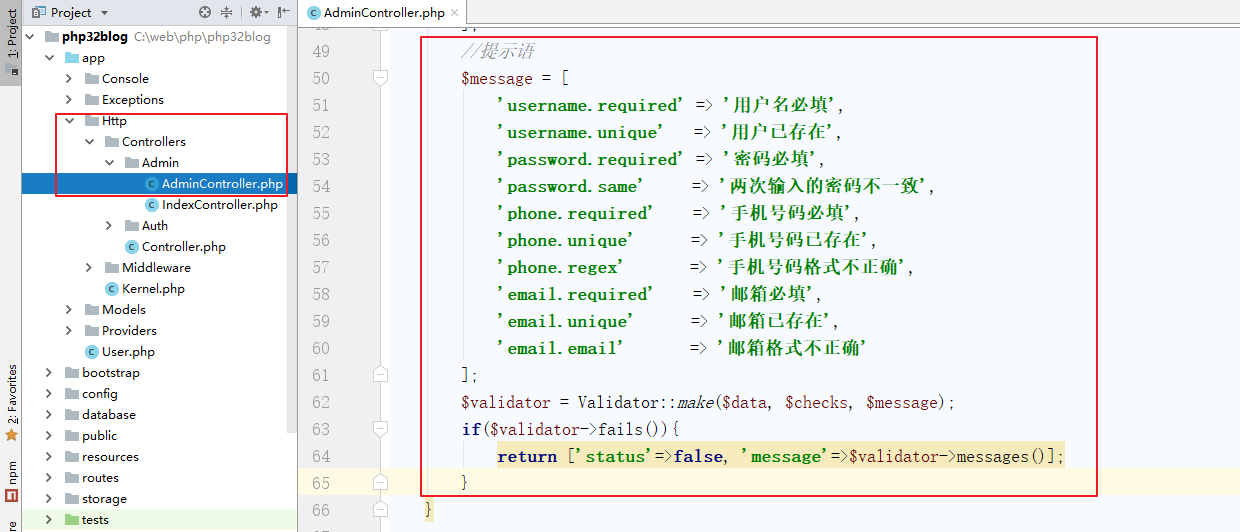 Project
AdminController.php
1: Project
2: Favorites
npm
php32blog C:\web\php\php32blog
app
Console
Exceptions
Http
Controllers
Admin
AdminController.php
IndexController.php
Auth
Controller.php
Middleware
Kernel.php
Models
Providers
User.php
bootstrap
config
database
public
resources
routes
storage
tests
49 //提示语
50 $message = [
51 'username.required' => '用户名必填',
52 'username.unique' => '用户已存在',
53 'password.required' => '密码必填',
54 'password.same' => '两次输入的密码不一致',
55 'phone.required' => '手机号码必填',
56 'phone.unique' => '手机号码已存在',
57 'phone.regex' => '手机号码格式不正确',
58 'email.required' => '邮箱必填',
59 'email.unique' => '邮箱已存在',
60 'email.email' => '邮箱格式不正确'
61 ];
62 $validator = Validator::make($data, $checks, $message);
63 if($validator->fails()){
64 return ['status'=>false, 'message'=>$validator->messages()];
65 }
66 }